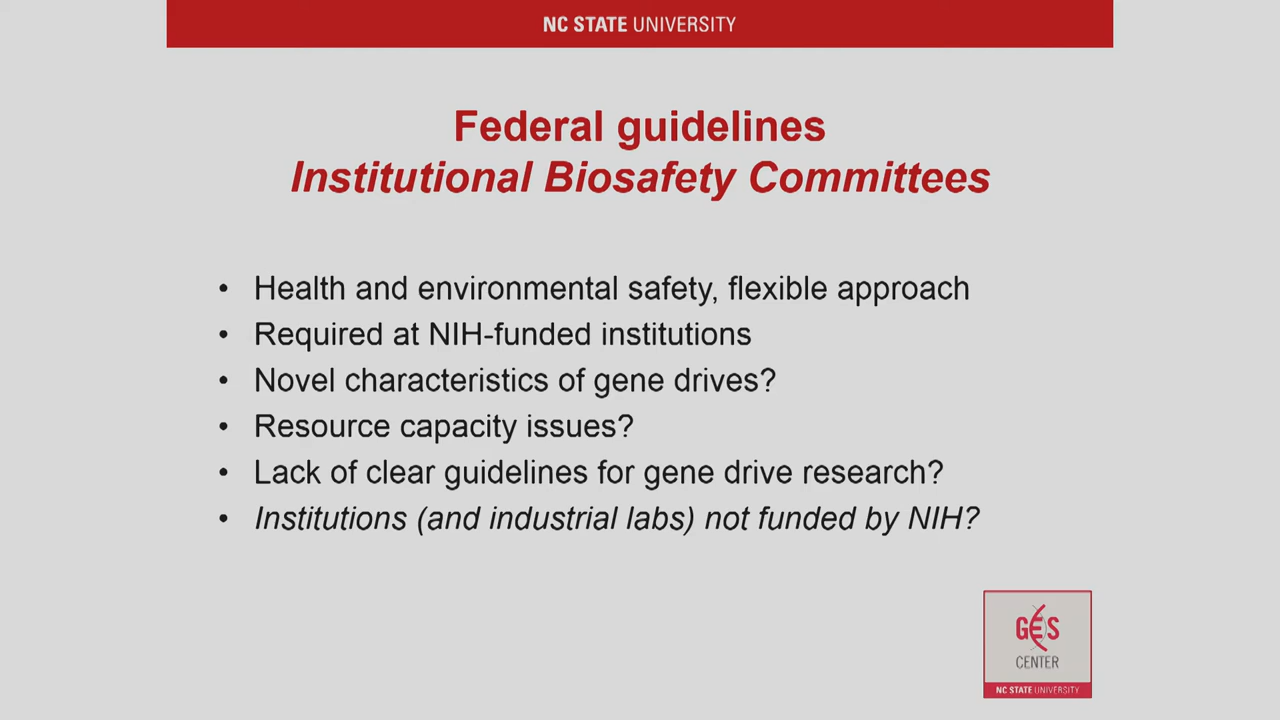 NC STATE UNIVERSITY
Federal guidelines
Institutional Biosafety Committees
• Health and environmental safety, flexible approach
• Required at NIH-funded institutions
• Novel characteristics of gene drives?
• Resource capacity issues?
• Lack of clear guidelines for gene drive research?
• Institutions (and industrial labs) not funded by NIH?
GES
CENTER
NC STATE UNIVERSITY